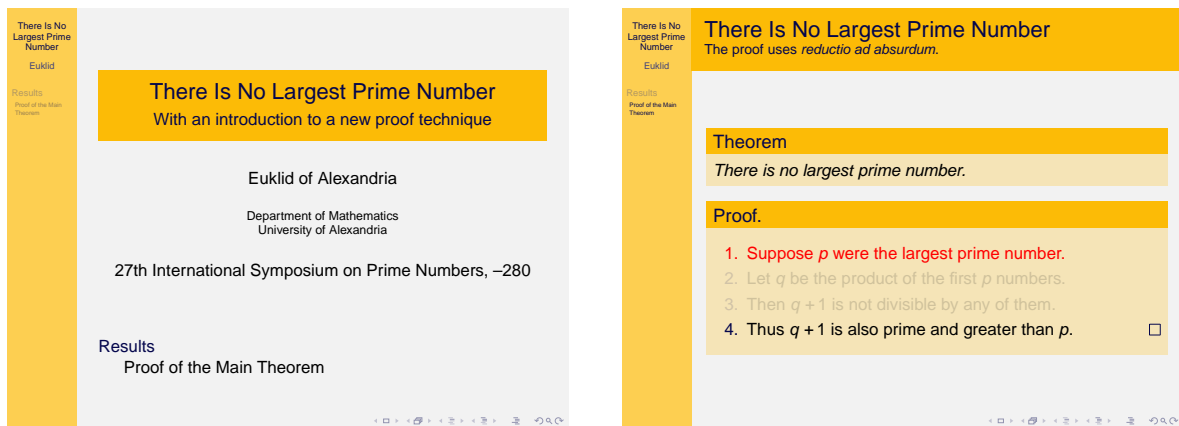 There Is No
Largest Prime
Number
Euklid
Results
Proof of the Main
Theorem
There Is No Largest Prime Number
With an introduction to a new proof technique
Euklid of Alexandria
Department of Mathematics
University of Alexandria
27th International Symposium on Prime Numbers, –280
Results
Proof of the Main Theorem
There Is No
Largest Prime
Number
Euklid
Results
Proof of the Main
Theorem
There Is No Largest Prime Number
The proof uses reductio ad absurdum.
Theorem
There is no largest prime number.
Proof.
1. Suppose p were the largest prime number.
2. Let q be the product of the first p numbers.
3. Then q + 1 is not divisible by any of them.
4. Thus q + 1 is also prime and greater than p. □